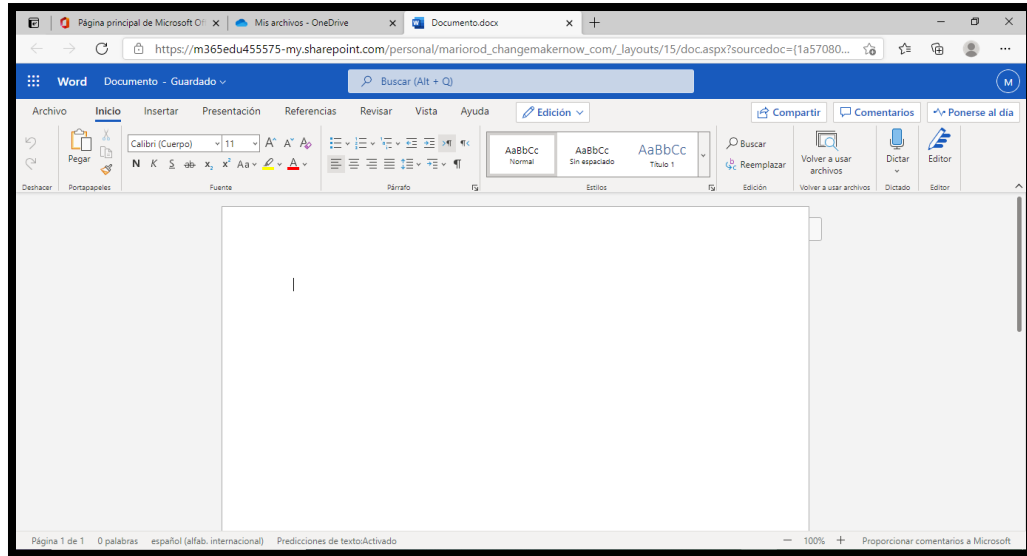 Página principal de Microsoft Of Mis archivos - OneDrive Documento.docx
https://m365edu455575-my.sharepoint.com/personal/mariorod_changemakernow_com/_layouts/15/doc.aspx?sourcedoc={1a57080...
Word Documento - Guardado Buscar (Alt + Q) M
Archivo Inicio Insertar Presentación Referencias Revisar Vista Ayuda Edición Compartir Comentarios Ponerse al día
Calibri (Cuerpo) 11 A A A AaBbCc AaBbCc AaBbCc Buscar
Pegar Normal Sin espaciado Título 1 Volver a usar archivos Dictar Editor
N K S ab x₂ x² Aa A Reemplazar
Deshacer Portapapeles Fuente Párrafo Estilos Edición Volver a usar archivos Dictado Editor
Página 1 de 1 0 palabras español (alfab. internacional) Predicciones de texto:Activado 100% Proporcionar comentarios a Microsoft